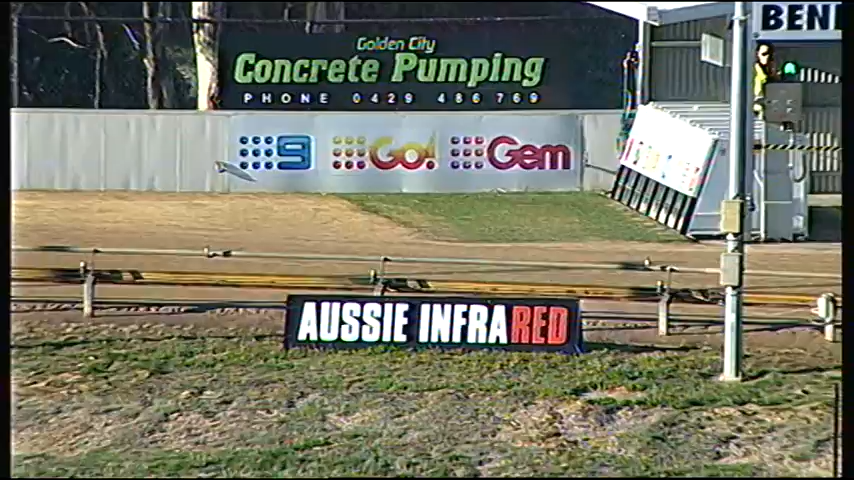 Golden City
Concrete Pumping
PHONE 0429 486 769
BEN
9 Go! Gem
AUSSIE INFRARED